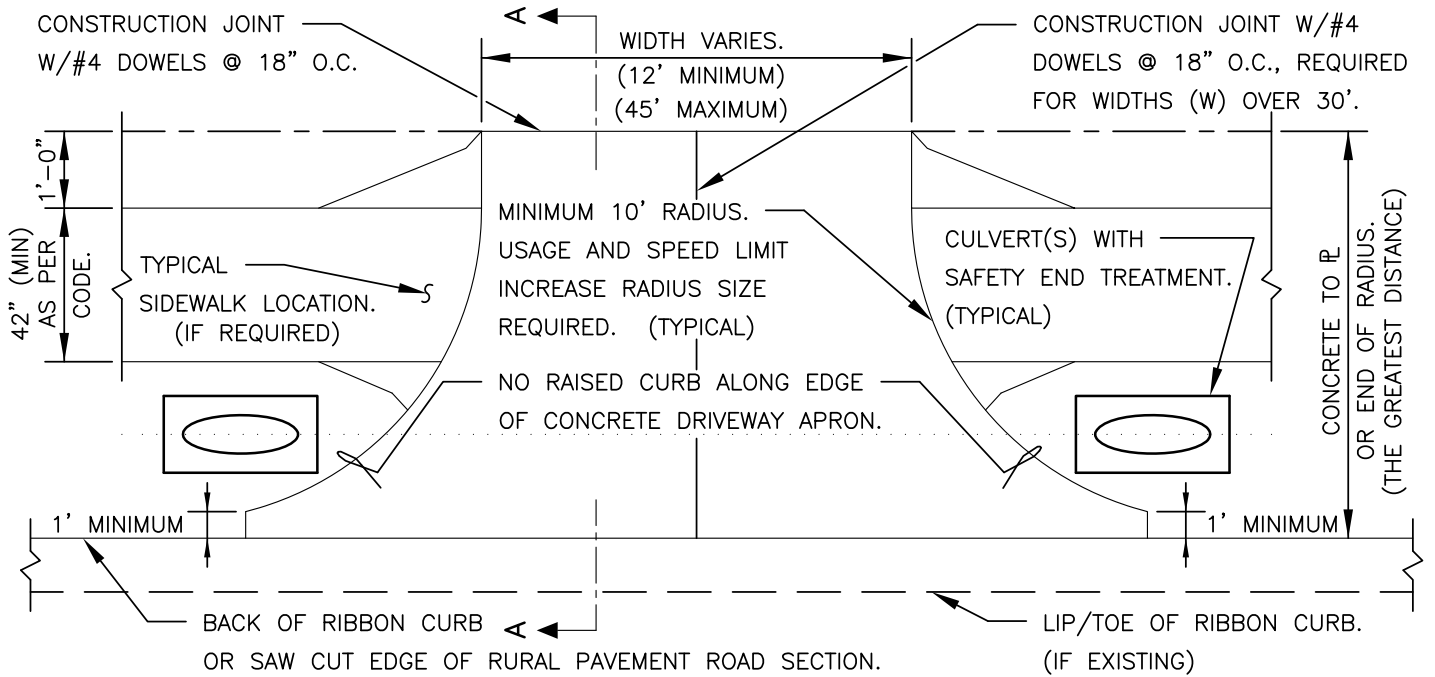 CONSTRUCTION JOINT
W/#4 DOWELS @ 18" O.C.
A
WIDTH VARIES.
(12' MINIMUM)
(45' MAXIMUM)
CONSTRUCTION JOINT W/#4
DOWELS @ 18" O.C., REQUIRED
FOR WIDTHS (W) OVER 30'.
1'-0"
42" (MIN)
AS PER
CODE.
TYPICAL
SIDEWALK LOCATION.
(IF REQUIRED)
MINIMUM 10' RADIUS.
USAGE AND SPEED LIMIT
INCREASE RADIUS SIZE
REQUIRED. (TYPICAL)
CULVERT(S) WITH
SAFETY END TREATMENT.
(TYPICAL)
CONCRETE TO ⅊
OR END OF RADIUS.
(THE GREATEST DISTANCE)
NO RAISED CURB ALONG EDGE
OF CONCRETE DRIVEWAY APRON.
1' MINIMUM
1' MINIMUM
BACK OF RIBBON CURB
OR SAW CUT EDGE OF RURAL PAVEMENT ROAD SECTION.
A
LIP/TOE OF RIBBON CURB.
(IF EXISTING)